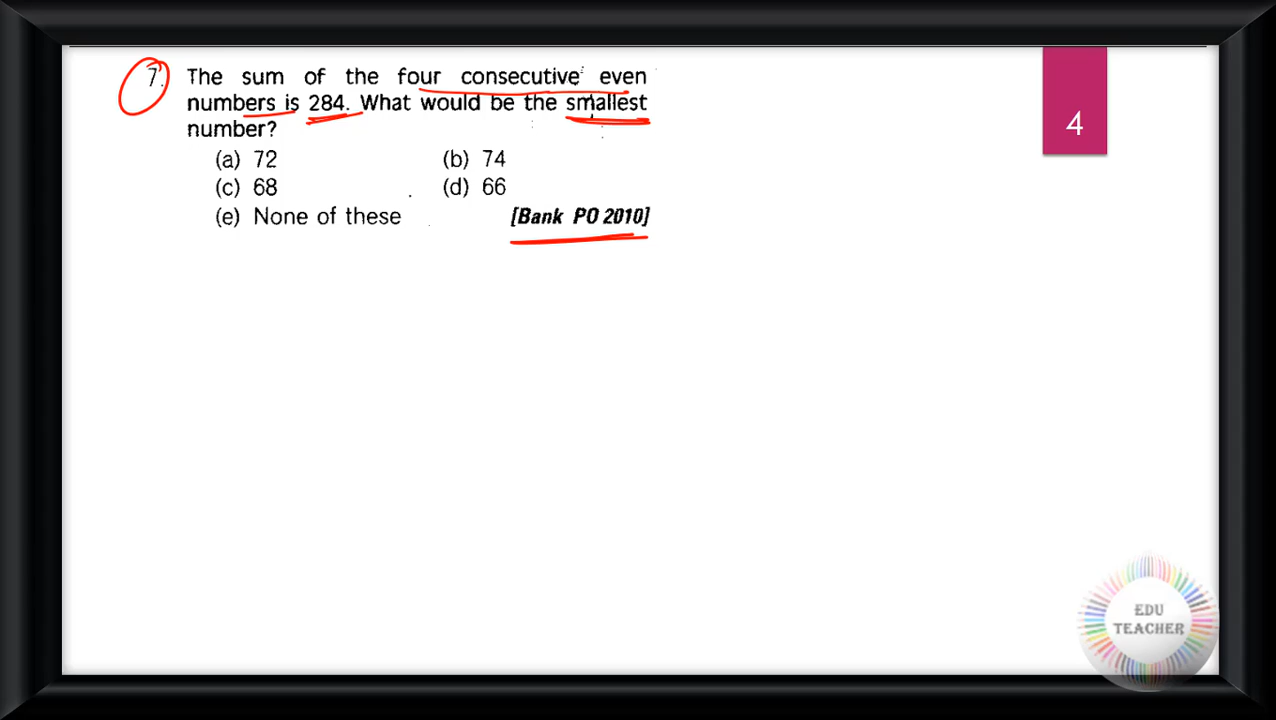 7. The sum of the four consecutive even
numbers is 284. What would be the smallest
number?
(a) 72 (b) 74
(c) 68 (d) 66
(e) None of these [Bank PO 2010]
4
EDU
TEACHER